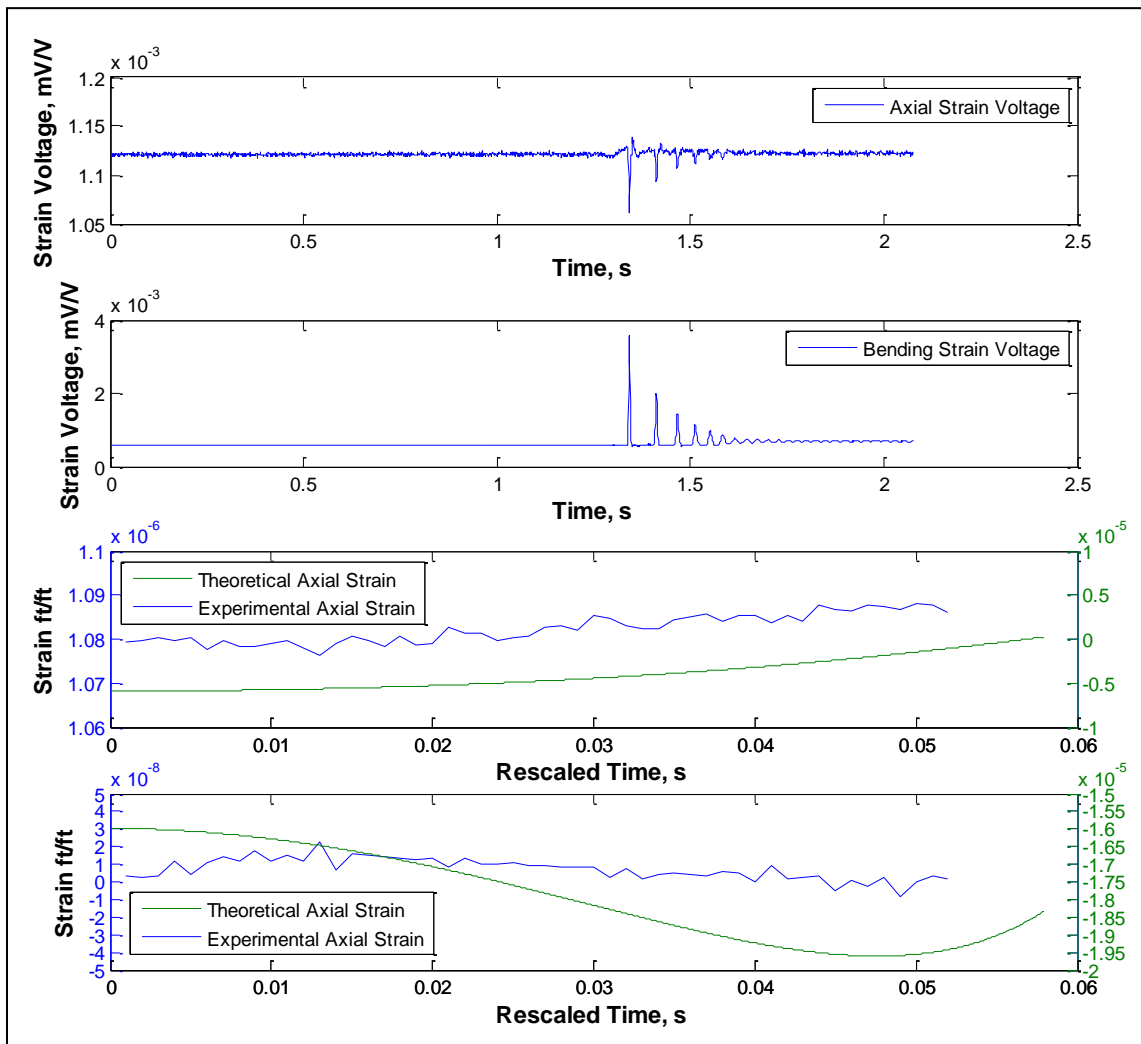 x 10^-3
1.2
1.15
1.1
1.05
Strain Voltage, mV/V
Axial Strain Voltage
0 0.5 1 1.5 2 2.5
Time, s
x 10^-3
4
2
0
Strain Voltage, mV/V
Bending Strain Voltage
0 0.5 1 1.5 2 2.5
Time, s
x 10^-6
1.1
1.09
1.08
1.07
1.06
Strain ft/ft
Theoretical Axial Strain
Experimental Axial Strain
x 10^-5
1
0.5
0
-0.5
-1
0 0.01 0.02 0.03 0.04 0.05 0.06
Rescaled Time, s
x 10^-8
5
4
3
2
1
0
-1
-2
-3
-4
-5
Strain ft/ft
Theoretical Axial Strain
Experimental Axial Strain
x 10^-5
-1.5
-1.55
-1.6
-1.65
-1.7
-1.75
-1.8
-1.85
-1.9
-1.95
-2
0 0.01 0.02 0.03 0.04 0.05 0.06
Rescaled Time, s